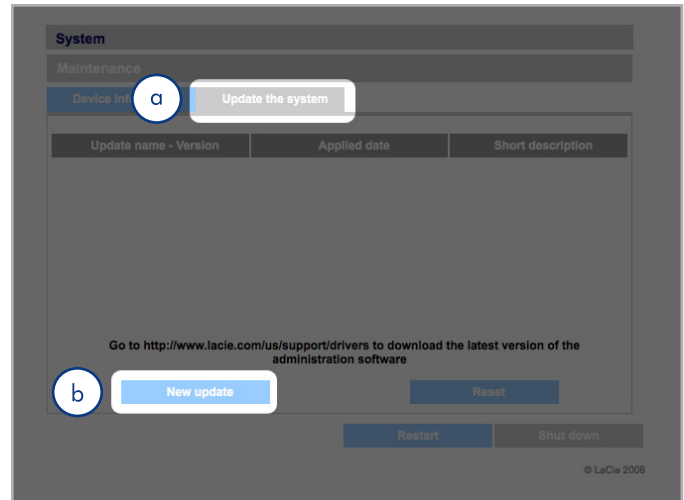 System
Maintenance
Device Inf
a
Update the system
Update name - Version Applied date Short description
Go to http://www.lacie.com/us/support/drivers to download the latest version of the
administration software
b
New update Reset
Restart Shut down
© LaCie 2008